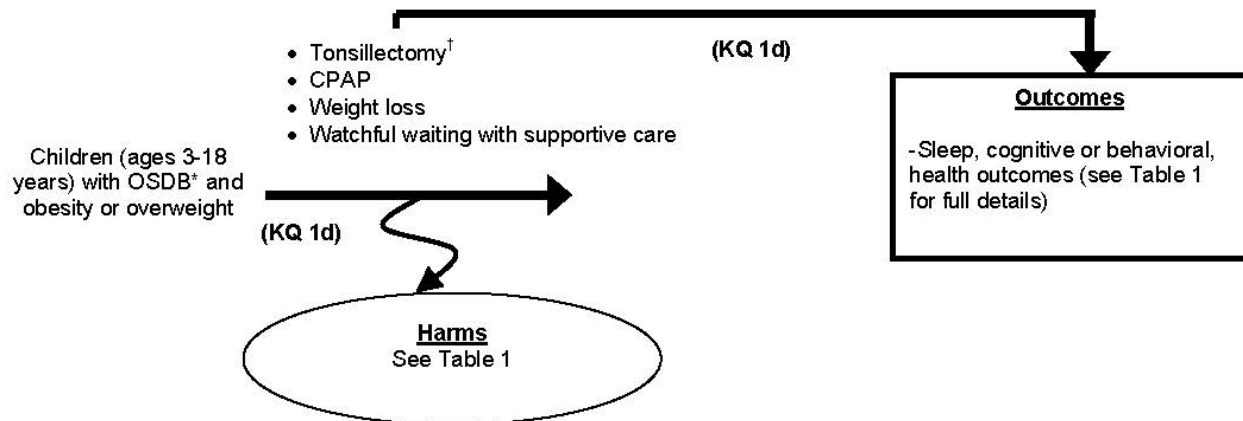 (KQ 1d)
• Tonsillectomy†
• CPAP
• Weight loss
• Watchful waiting with supportive care
Children (ages 3-18
years) with OSDB* and
obesity or overweight
(KQ 1d)
Outcomes
-Sleep, cognitive or behavioral,
health outcomes (see Table 1
for full details)
Harms
See Table 1